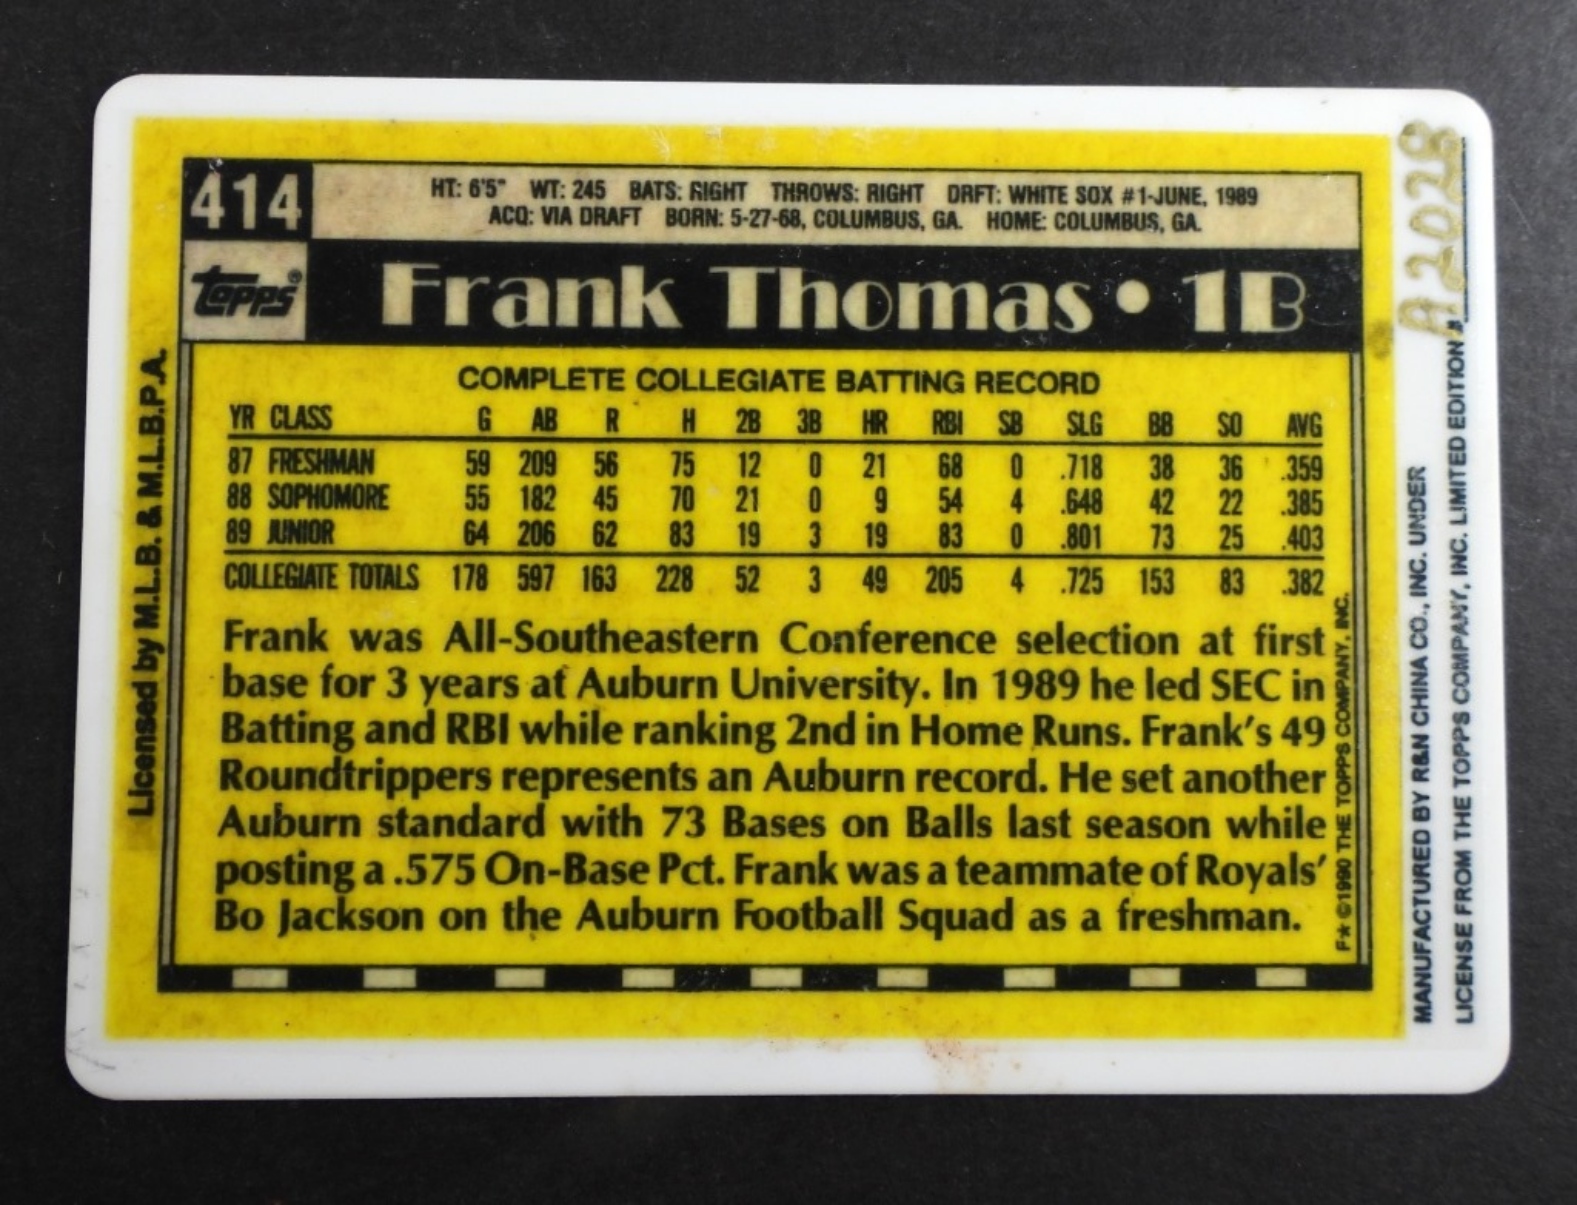 414
HT: 6'5" WT: 245 BATS: RIGHT THROWS: RIGHT DRFT: WHITE SOX #1-JUNE, 1989
ACQ: VIA DRAFT BORN: 5-27-68, COLUMBUS, GA. HOME: COLUMBUS, GA.
topps®
Frank Thomas • 1B
COMPLETE COLLEGIATE BATTING RECORD
YR CLASS G AB R H 2B 3B HR RBI SB SLG BB SO AVG
87 FRESHMAN 59 209 56 75 12 0 21 68 0 .718 38 36 .359
88 SOPHOMORE 55 182 45 70 21 0 9 54 4 .648 42 22 .385
89 JUNIOR 64 206 62 83 19 3 19 83 0 .801 73 25 .403
COLLEGIATE TOTALS 178 597 163 228 52 3 49 205 4 .725 153 83 .382
Frank was All-Southeastern Conference selection at first
base for 3 years at Auburn University. In 1989 he led SEC in
Batting and RBI while ranking 2nd in Home Runs. Frank's 49
Roundtrippers represents an Auburn record. He set another
Auburn standard with 73 Bases on Balls last season while
posting a .575 On-Base Pct. Frank was a teammate of Royals'
Bo Jackson on the Auburn Football Squad as a freshman.
F★ ©1990 THE TOPPS COMPANY, INC.
Licensed by M.L.B. & M.L.B.P.A.
MANUFACTURED BY R&N CHINA CO., INC. UNDER
LICENSE FROM THE TOPPS COMPANY, INC. LIMITED EDITION #
A2028